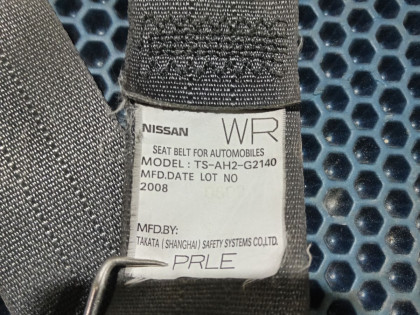 NISSAN WR
SEAT BELT FOR AUTOMOBILES
MODEL : TS-AH2-G2140
MFD.DATE LOT NO
2008
MFD.BY:
TAKATA (SHANGHAI) SAFETY SYSTEMS CO.,LTD.
PRLE